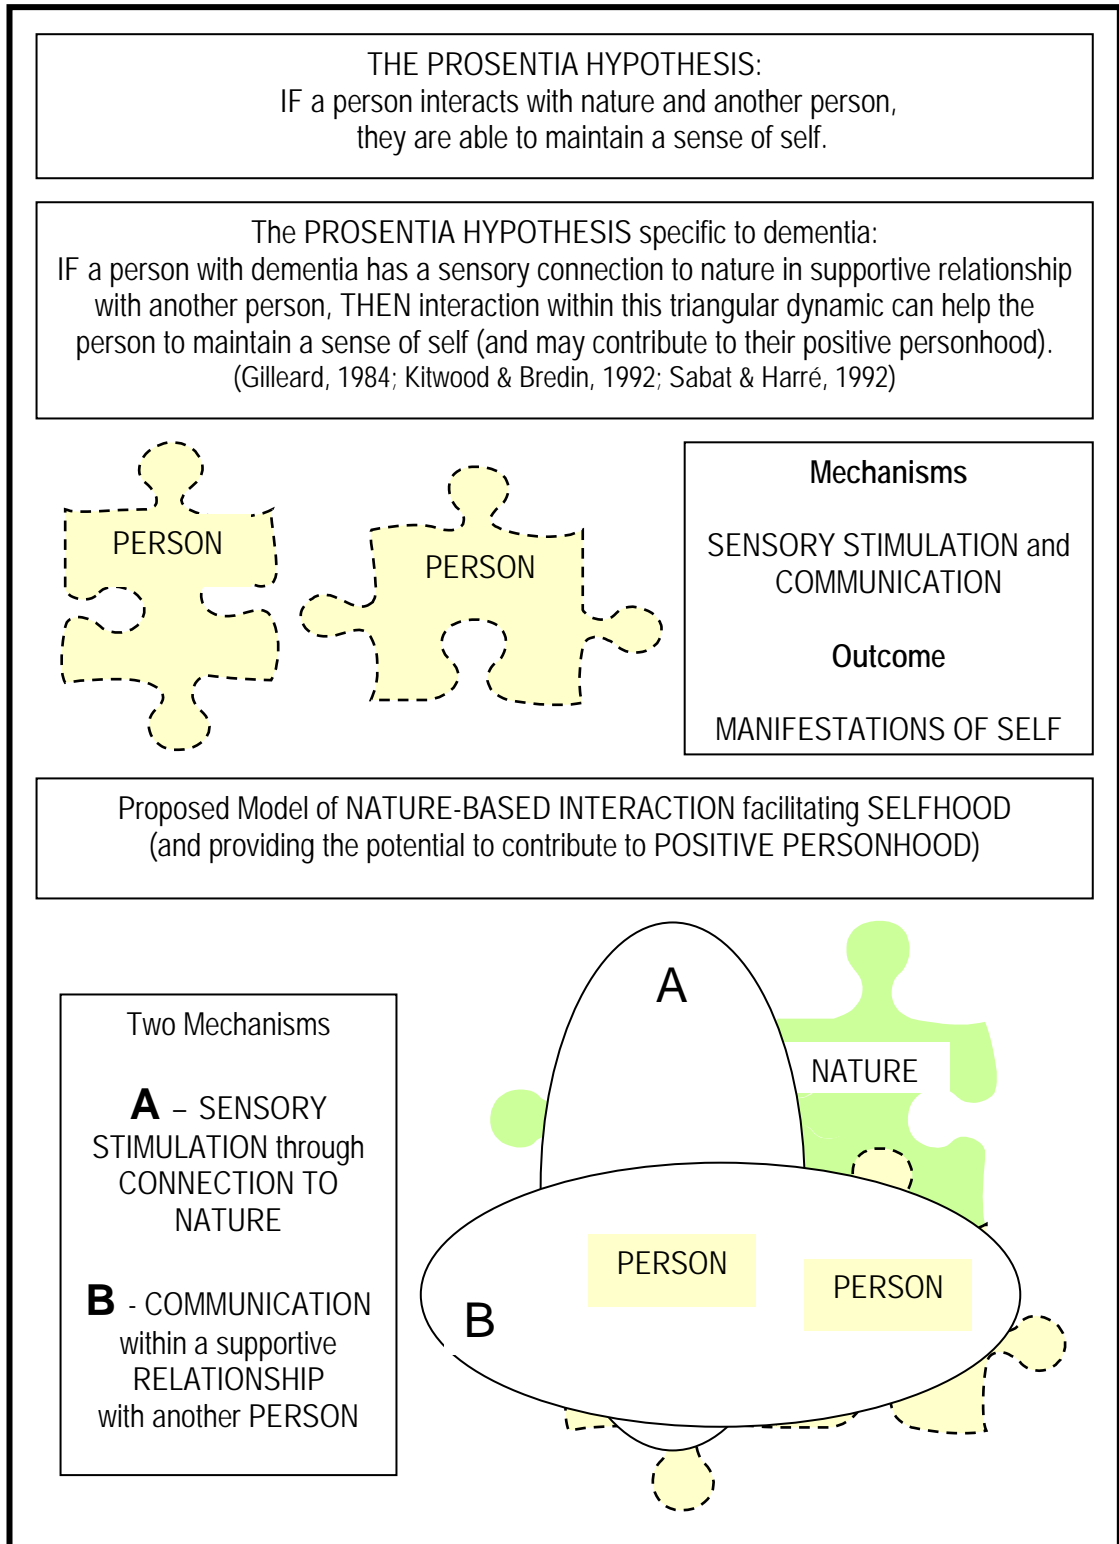 THE PROSENTIA HYPOTHESIS:
IF a person interacts with nature and another person,
they are able to maintain a sense of self.
The PROSENTIA HYPOTHESIS specific to dementia:
IF a person with dementia has a sensory connection to nature in supportive relationship
with another person, THEN interaction within this triangular dynamic can help the
person to maintain a sense of self (and may contribute to their positive personhood).
(Gilleard, 1984; Kitwood & Bredin, 1992; Sabat & Harré, 1992)
PERSON
PERSON
Mechanisms
SENSORY STIMULATION and
COMMUNICATION
Outcome
MANIFESTATIONS OF SELF
Proposed Model of NATURE-BASED INTERACTION facilitating SELFHOOD
(and providing the potential to contribute to POSITIVE PERSONHOOD)
Two Mechanisms
A – SENSORY
STIMULATION through
CONNECTION TO
NATURE
B - COMMUNICATION
within a supportive
RELATIONSHIP
with another PERSON
A
NATURE
PERSON
PERSON
B